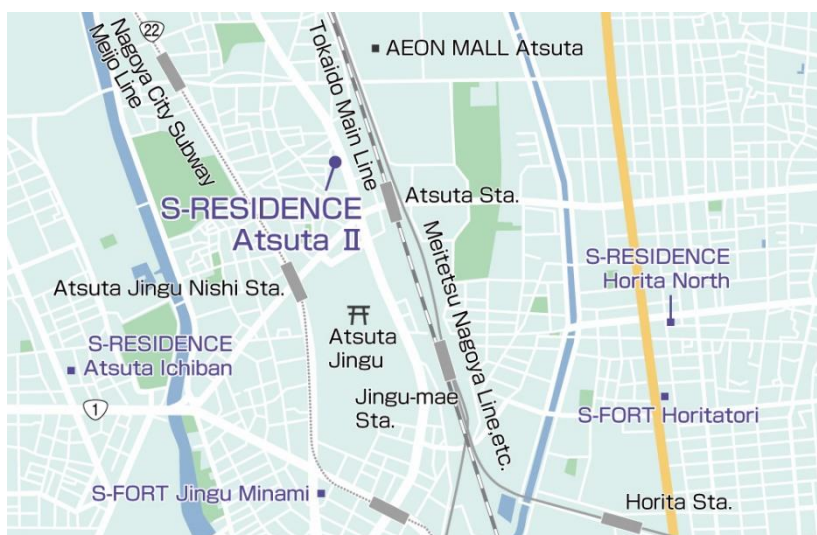 22
Nagoya City Subway
Meijo Line
Tokaido Main Line
AEON MALL Atsuta
S-RESIDENCE
Atsuta Ⅱ
Atsuta Sta.
Meitetsu Nagoya Line,etc.
S-RESIDENCE
Horita North
Atsuta Jingu Nishi Sta.
Atsuta
Jingu
S-RESIDENCE
Atsuta Ichiban
Jingu-mae
Sta.
1
S-FORT Horitatori
S-FORT Jingu Minami
Horita Sta.